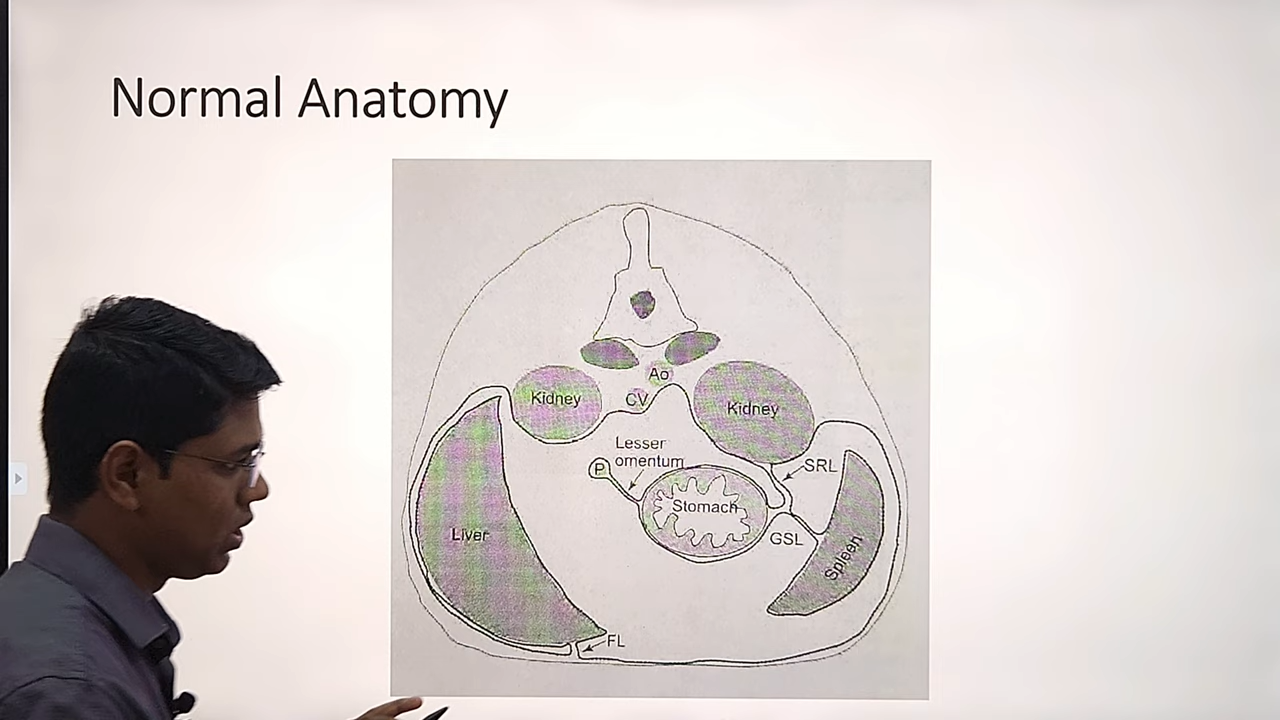 Normal Anatomy
Ao
Kidney
CV
Kidney
Lesser
omentum
P
SRL
Stomach
Liver
GSL
Spleen
FL